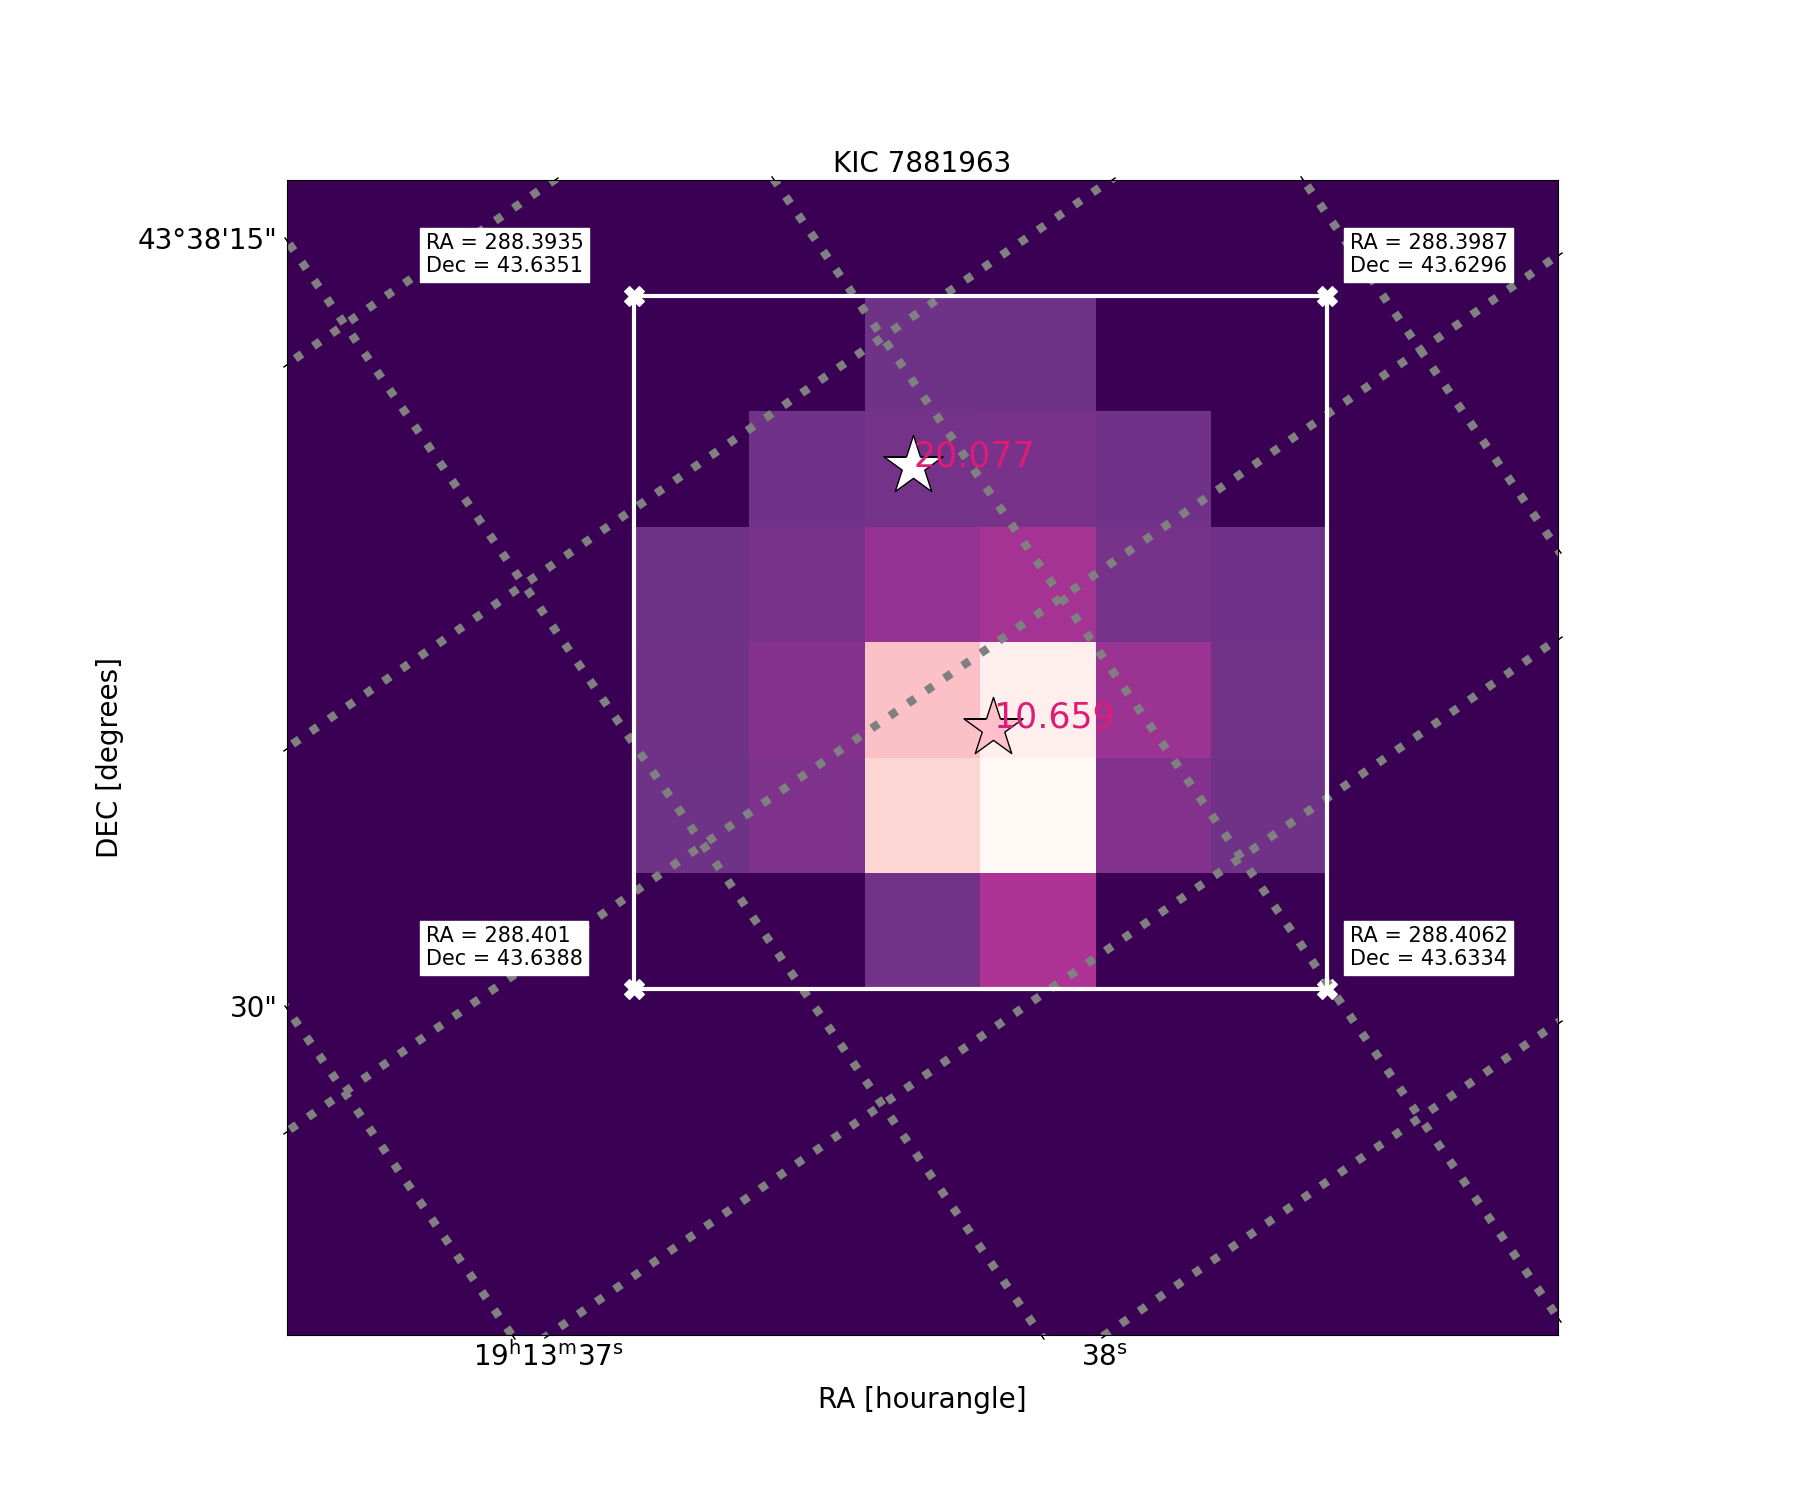 KIC 7881963
43°38'15"
RA = 288.3935
Dec = 43.6351
RA = 288.3987
Dec = 43.6296
20.077
10.659
DEC [degrees]
RA = 288.401
Dec = 43.6388
RA = 288.4062
Dec = 43.6334
30"
19h13m37s
38s
RA [hourangle]